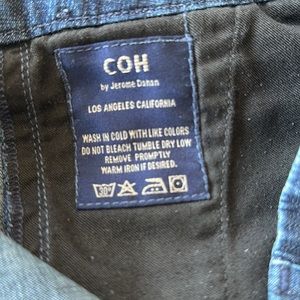 COH
by Jerome Dahan
LOS ANGELES CALIFORNIA
WASH IN COLD WITH LIKE COLORS
DO NOT BLEACH TUMBLE DRY LOW
REMOVE PROMPTLY
WARM IRON IF DESIRED.
30°